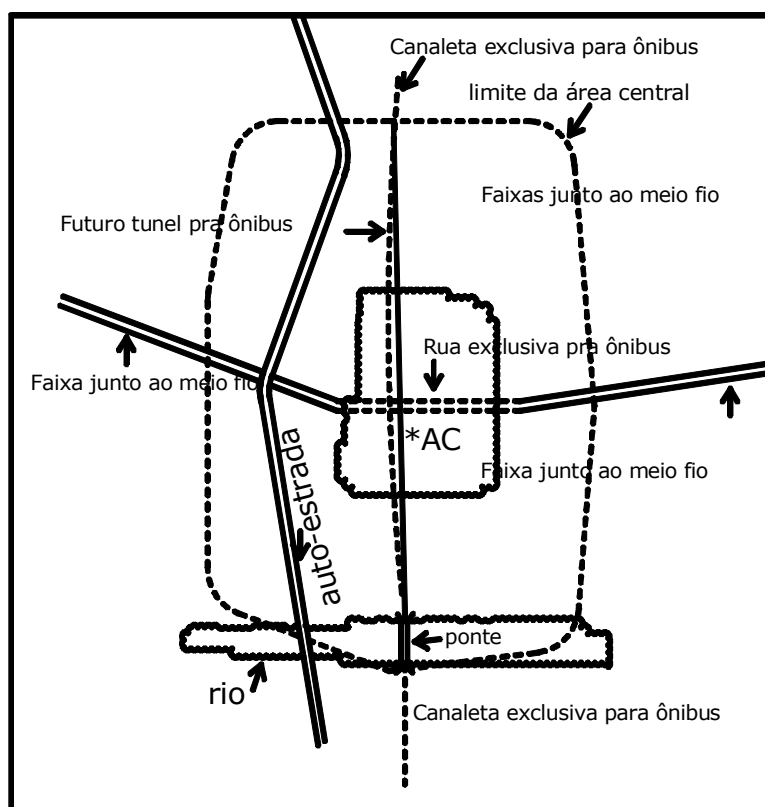 Canaleta exclusiva para ônibus
limite da área central
Faixas junto ao meio fio
Futuro tunel pra ônibus
Rua exclusiva pra ônibus
Faixa junto ao meio fio
*AC
Faixa junto ao meio fio
auto-estrada
ponte
rio
Canaleta exclusiva para ônibus